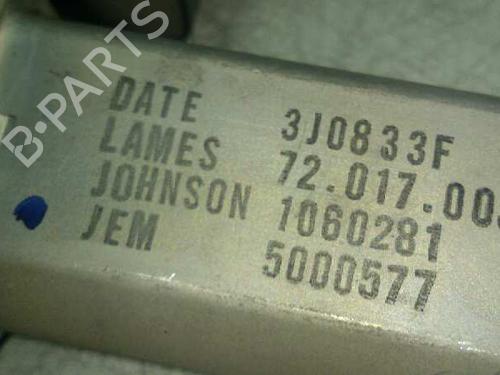 B-PARTS
DATE 3J0833F
LAMES 72.017.00
JOHNSON 1060281
JEM 5000577